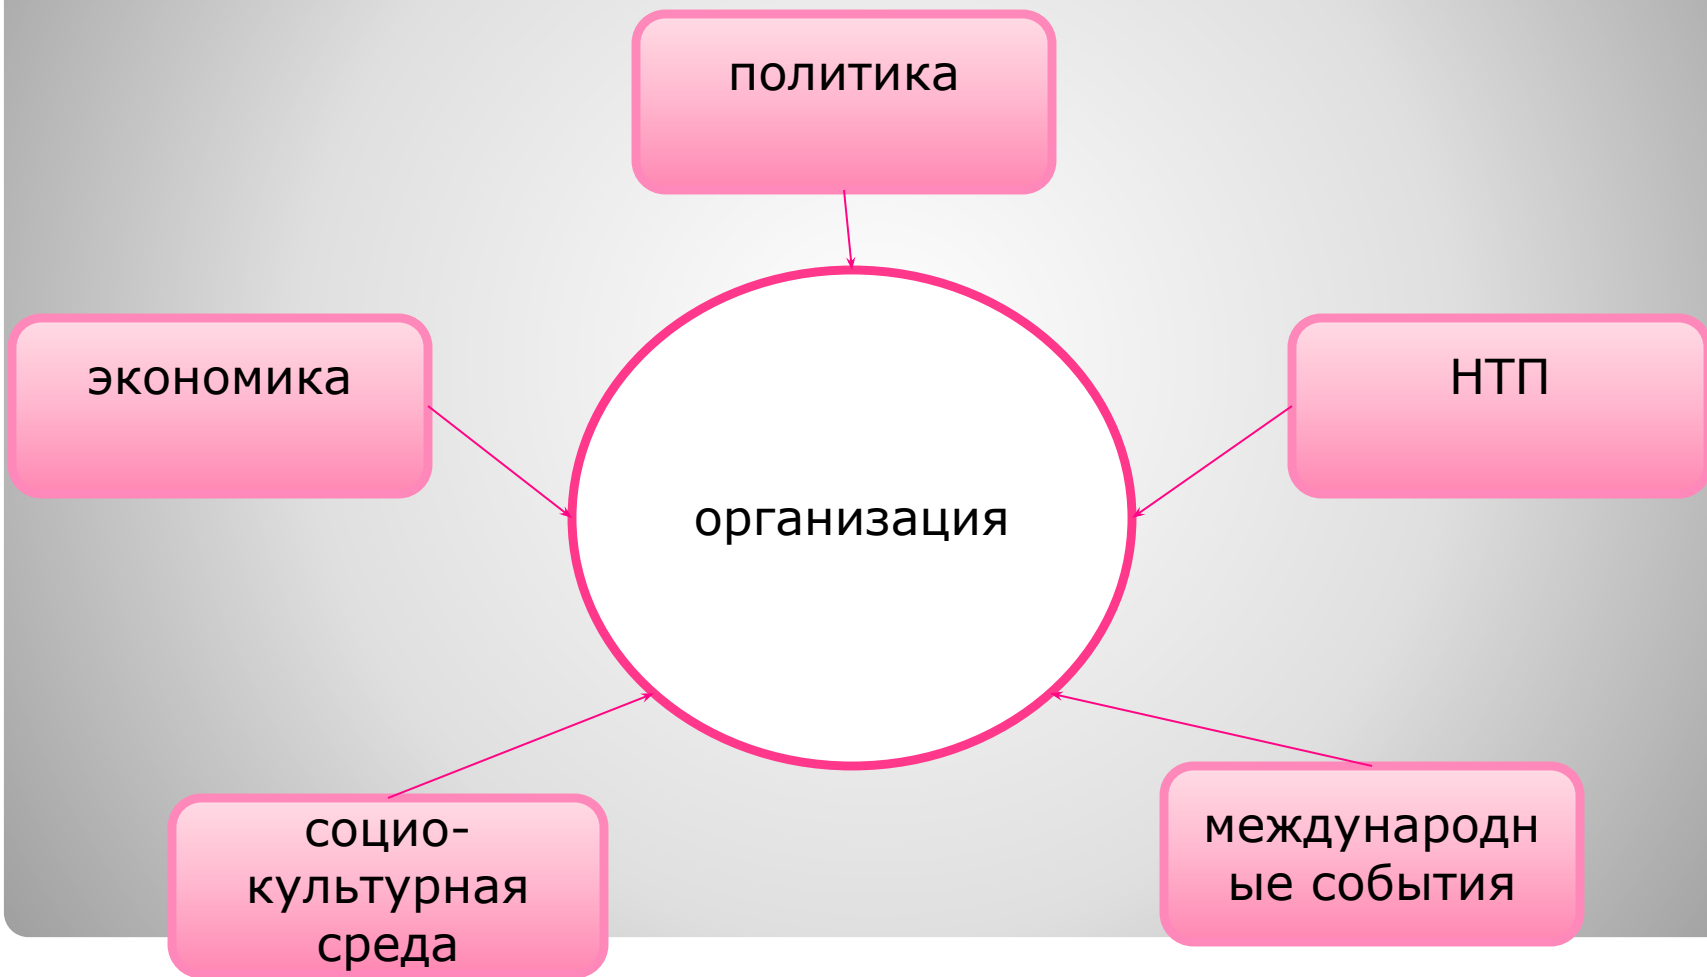 политика
экономика
НТП
организация
социо-
культурная
среда
международн
ые события